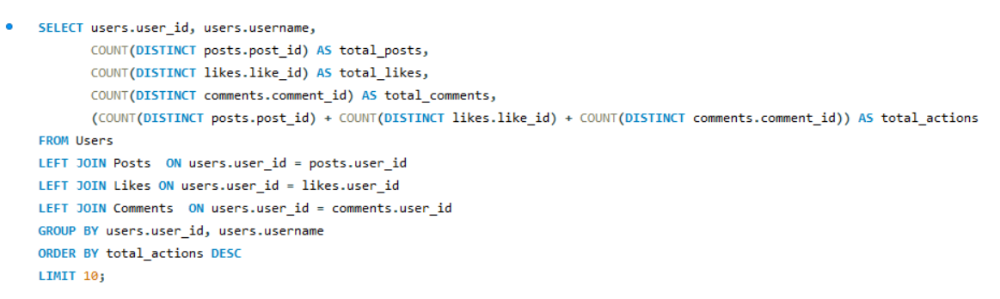 SELECT users.user_id, users.username,
COUNT(DISTINCT posts.post_id) AS total_posts,
COUNT(DISTINCT likes.like_id) AS total_likes,
COUNT(DISTINCT comments.comment_id) AS total_comments,
(COUNT(DISTINCT posts.post_id) + COUNT(DISTINCT likes.like_id) + COUNT(DISTINCT comments.comment_id)) AS total_actions
FROM Users
LEFT JOIN Posts  ON users.user_id = posts.user_id
LEFT JOIN Likes ON users.user_id = likes.user_id
LEFT JOIN Comments  ON users.user_id = comments.user_id
GROUP BY users.user_id, users.username
ORDER BY total_actions DESC
LIMIT 10;